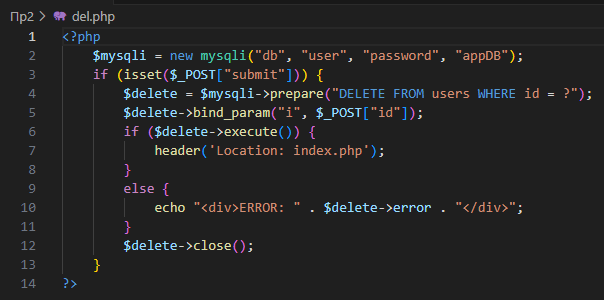 Пр2 > del.php
1 <?php
2     $mysqli = new mysqli("db", "user", "password", "appDB");
3     if (isset($_POST["submit"])) {
4         $delete = $mysqli->prepare("DELETE FROM users WHERE id = ?");
5         $delete->bind_param("i", $_POST["id"]);
6         if ($delete->execute()) {
7             header('Location: index.php');
8         }
9         else {
10             echo "<div>ERROR: " . $delete->error . "</div>";
11         }
12         $delete->close();
13     }
14 ?>